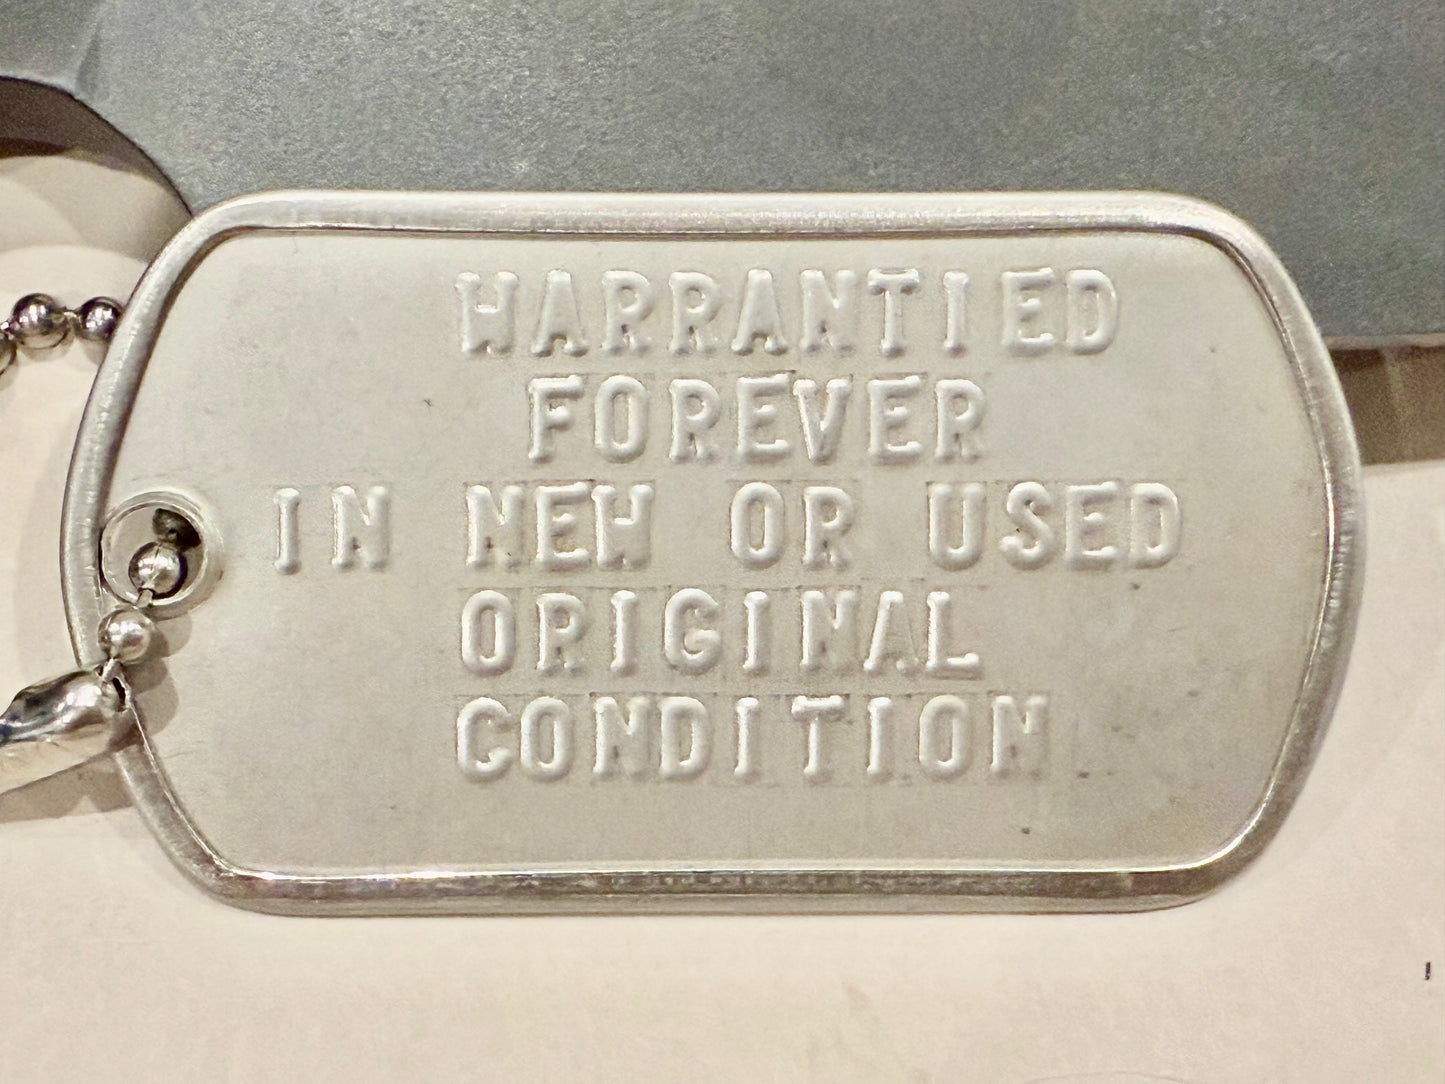 WARRANTIED
FOREVER
IN NEW OR USED
ORIGINAL
CONDITION